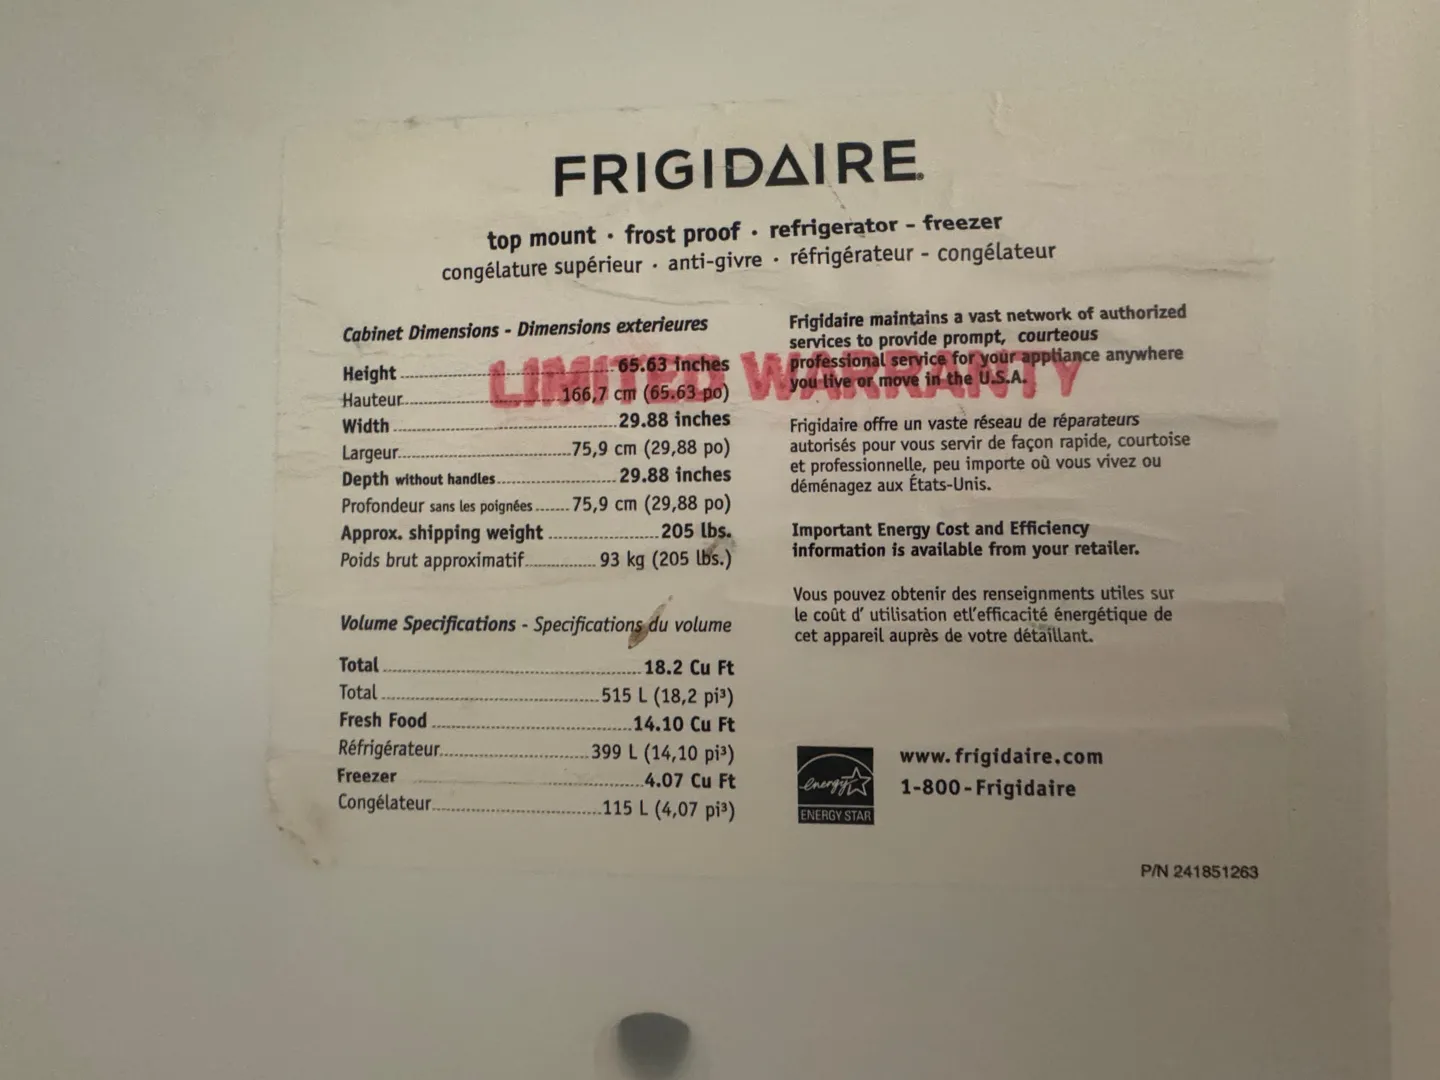 FRIGIDAIRE®
top mount · frost proof · refrigerator - freezer
congélature supérieur · anti-givre · réfrigérateur - congélateur
Cabinet Dimensions - Dimensions exterieures
Height 65.63 inches
Hauteur 166,7 cm (65.63 po)
Width 29.88 inches
Largeur 75,9 cm (29,88 po)
Depth without handles 29.88 inches
Profondeur sans les poignées 75,9 cm (29,88 po)
Approx. shipping weight 205 lbs.
Poids brut approximatif 93 kg (205 lbs.)
Volume Specifications - Specifications du volume
Total 18.2 Cu Ft
Total 515 L (18,2 pi³)
Fresh Food 14.10 Cu Ft
Réfrigérateur 399 L (14,10 pi³)
Freezer 4.07 Cu Ft
Congélateur 115 L (4,07 pi³)
LIMITED WARRANTY
Frigidaire maintains a vast network of authorized
services to provide prompt, courteous
professional service for your appliance anywhere
you live or move in the U.S.A.
Frigidaire offre un vaste réseau de réparateurs
autorisés pour vous servir de façon rapide, courtoise
et professionnelle, peu importe où vous vivez ou
déménagez aux États-Unis.
Important Energy Cost and Efficiency
information is available from your retailer.
Vous pouvez obtenir des renseignments utiles sur
le coût d' utilisation etl'efficacité énergétique de
cet appareil auprès de votre détaillant.
energy
ENERGY STAR
www.frigidaire.com
1-800-Frigidaire
P/N 241851263